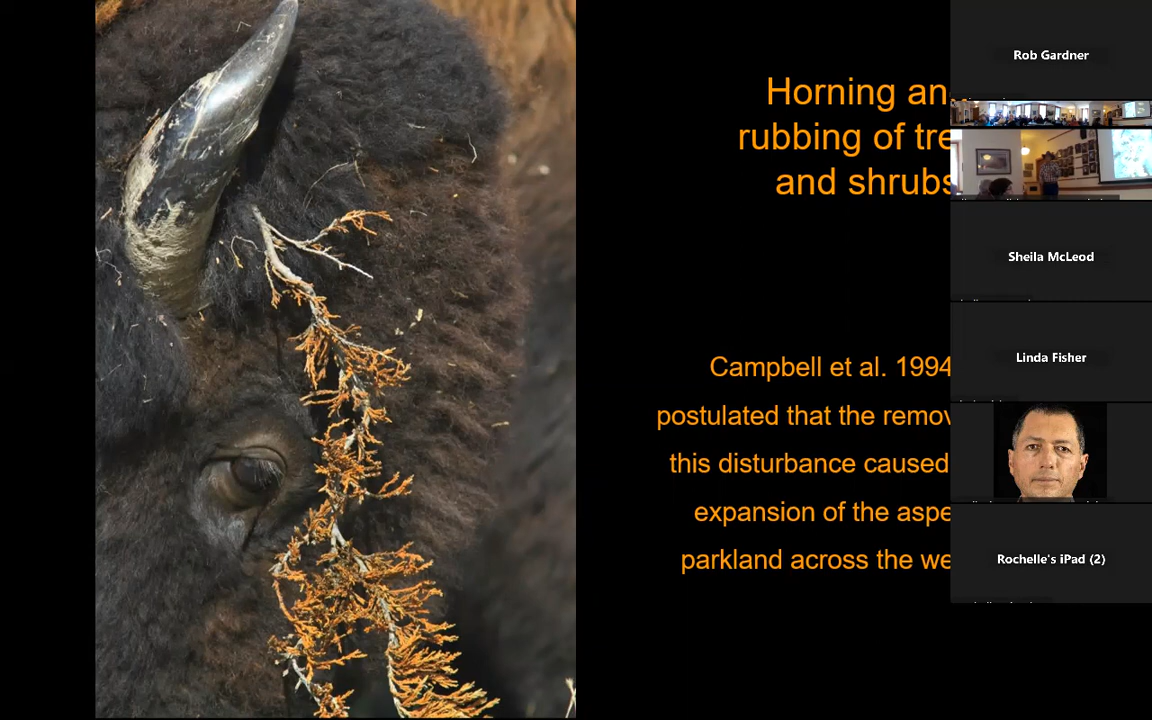 Horning an
rubbing of tre
and shrubs
Campbell et al. 1994
postulated that the remov
this disturbance caused
expansion of the aspe
parkland across the we
Rob Gardner
Sheila McLeod
Linda Fisher
Rochelle's iPad (2)